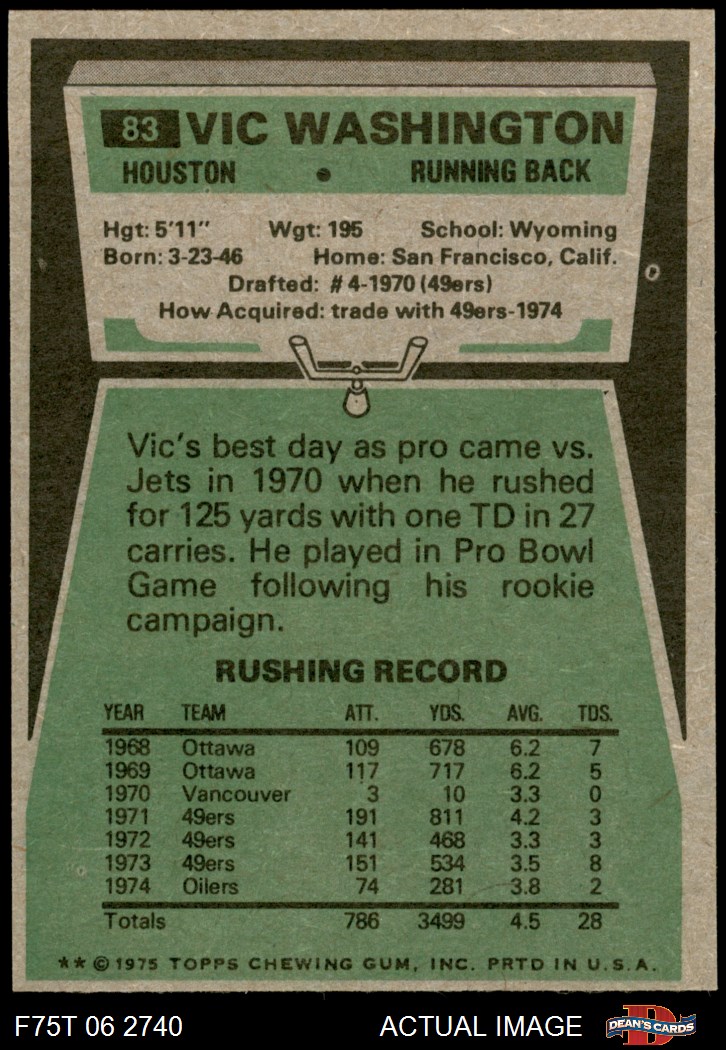 83 VIC WASHINGTON
HOUSTON • RUNNING BACK
Hgt: 5'11" Wgt: 195 School: Wyoming
Born: 3-23-46 Home: San Francisco, Calif.
Drafted: #4-1970 (49ers)
How Acquired: trade with 49ers-1974
Vic's best day as pro came vs.
Jets in 1970 when he rushed
for 125 yards with one TD in 27
carries. He played in Pro Bowl
Game following his rookie
campaign.
RUSHING RECORD
YEAR TEAM ATT. YDS. AVG. TDS.
1968 Ottawa 109 678 6.2 7
1969 Ottawa 117 717 6.2 5
1970 Vancouver 3 10 3.3 0
1971 49ers 191 811 4.2 3
1972 49ers 141 468 3.3 3
1973 49ers 151 534 3.5 8
1974 Oilers 74 281 3.8 2
Totals 786 3499 4.5 28
** © 1975 TOPPS CHEWING GUM, INC. PRTD IN U.S.A.
F75T 06 2740 ACTUAL IMAGE D DEAN'S CARDS